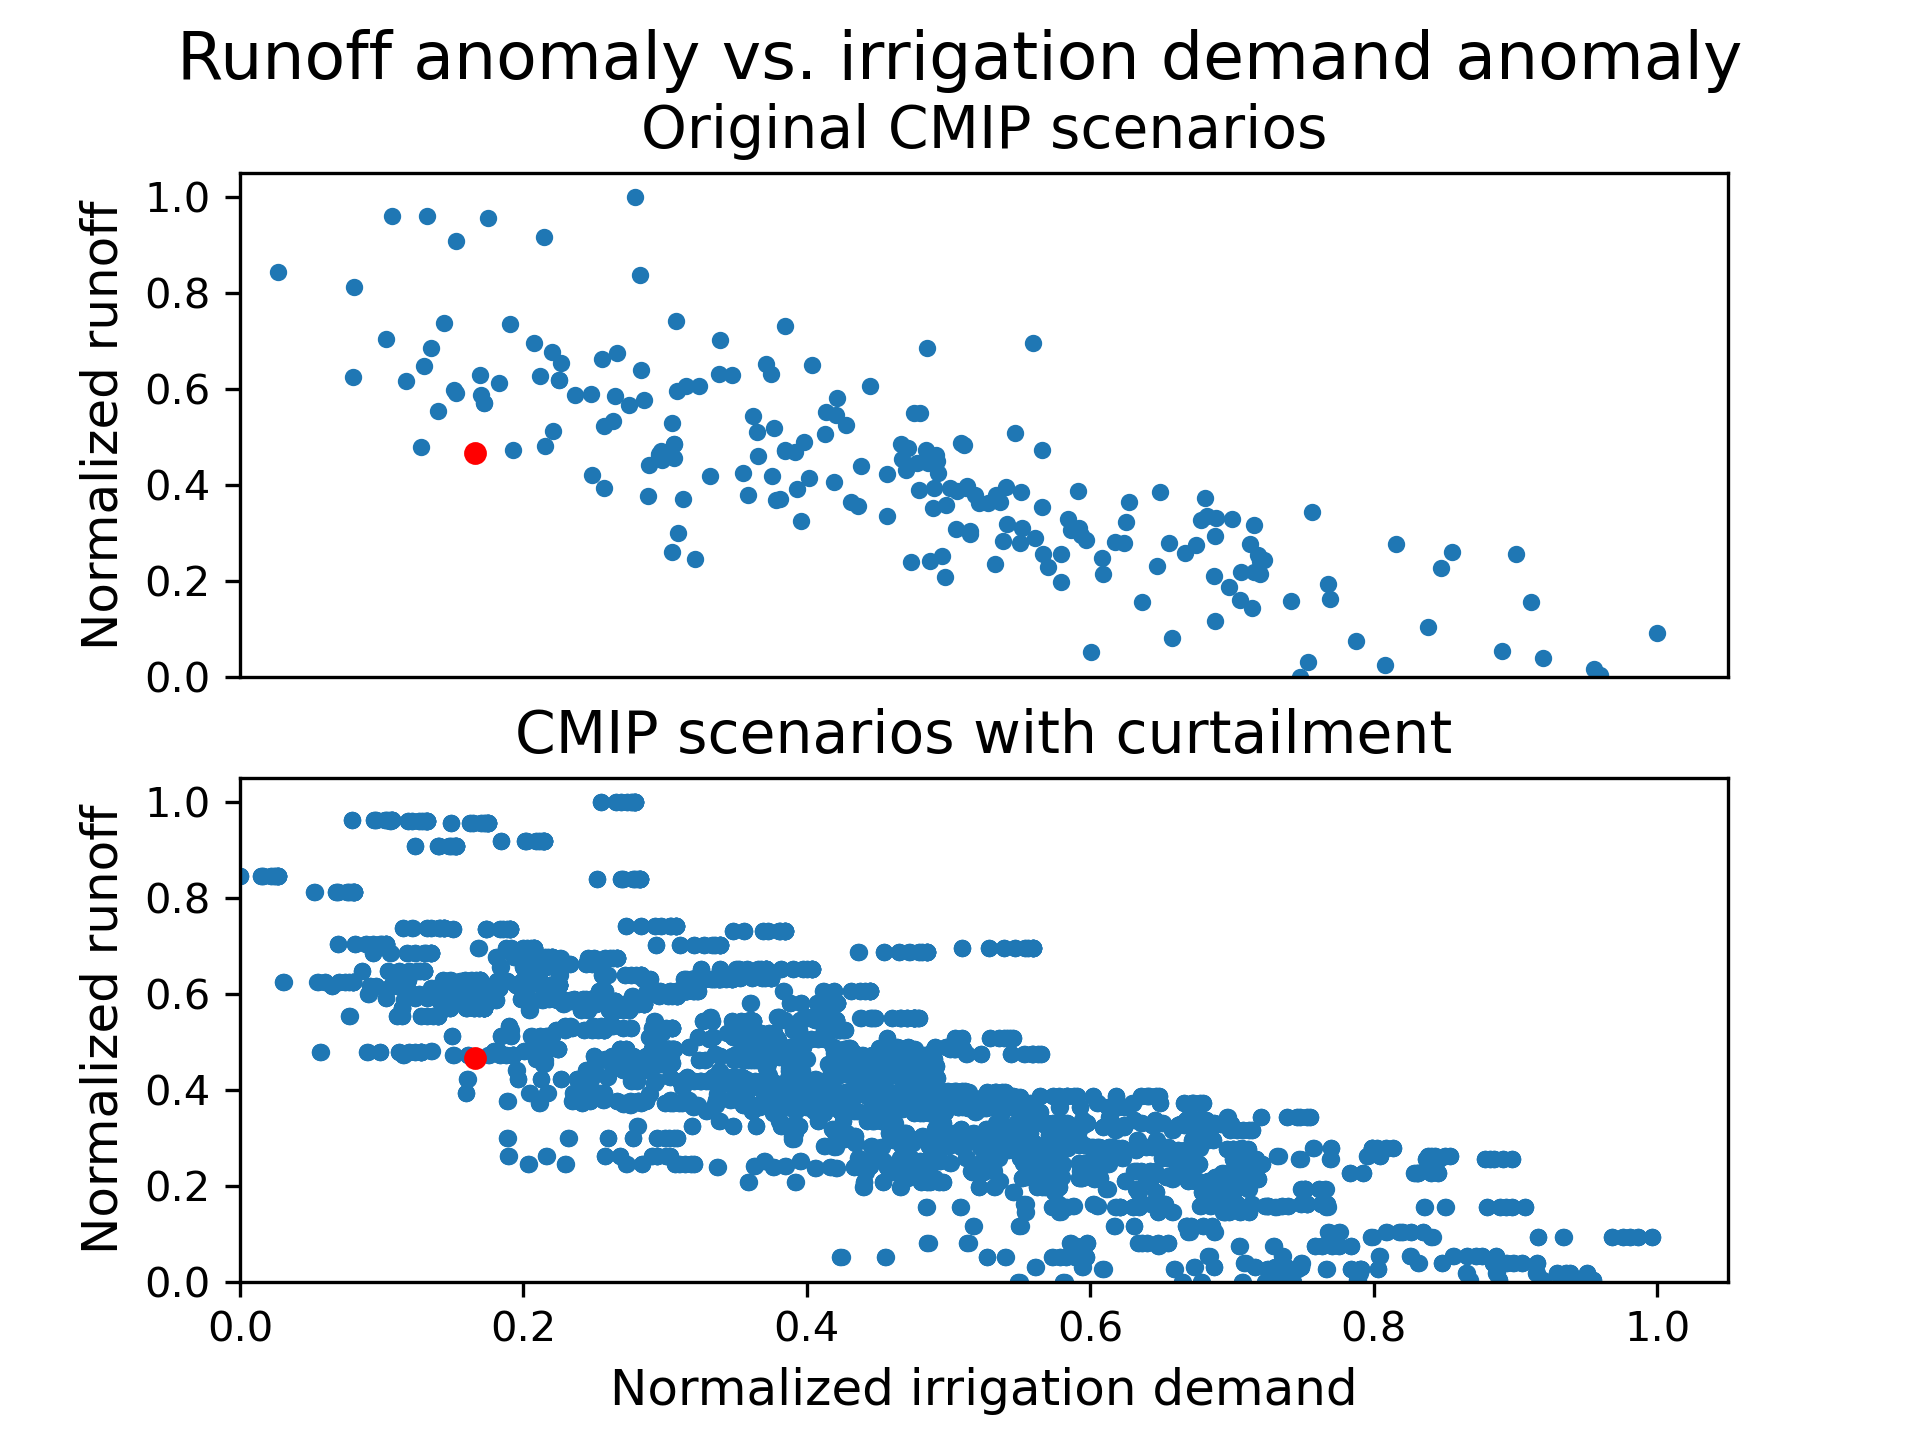 Runoff anomaly vs. irrigation demand anomaly
Original CMIP scenarios
Normalized runoff
1.0
0.8
0.6
0.4
0.2
0.0
CMIP scenarios with curtailment
Normalized runoff
1.0
0.8
0.6
0.4
0.2
0.0
0.0 0.2 0.4 0.6 0.8 1.0
Normalized irrigation demand